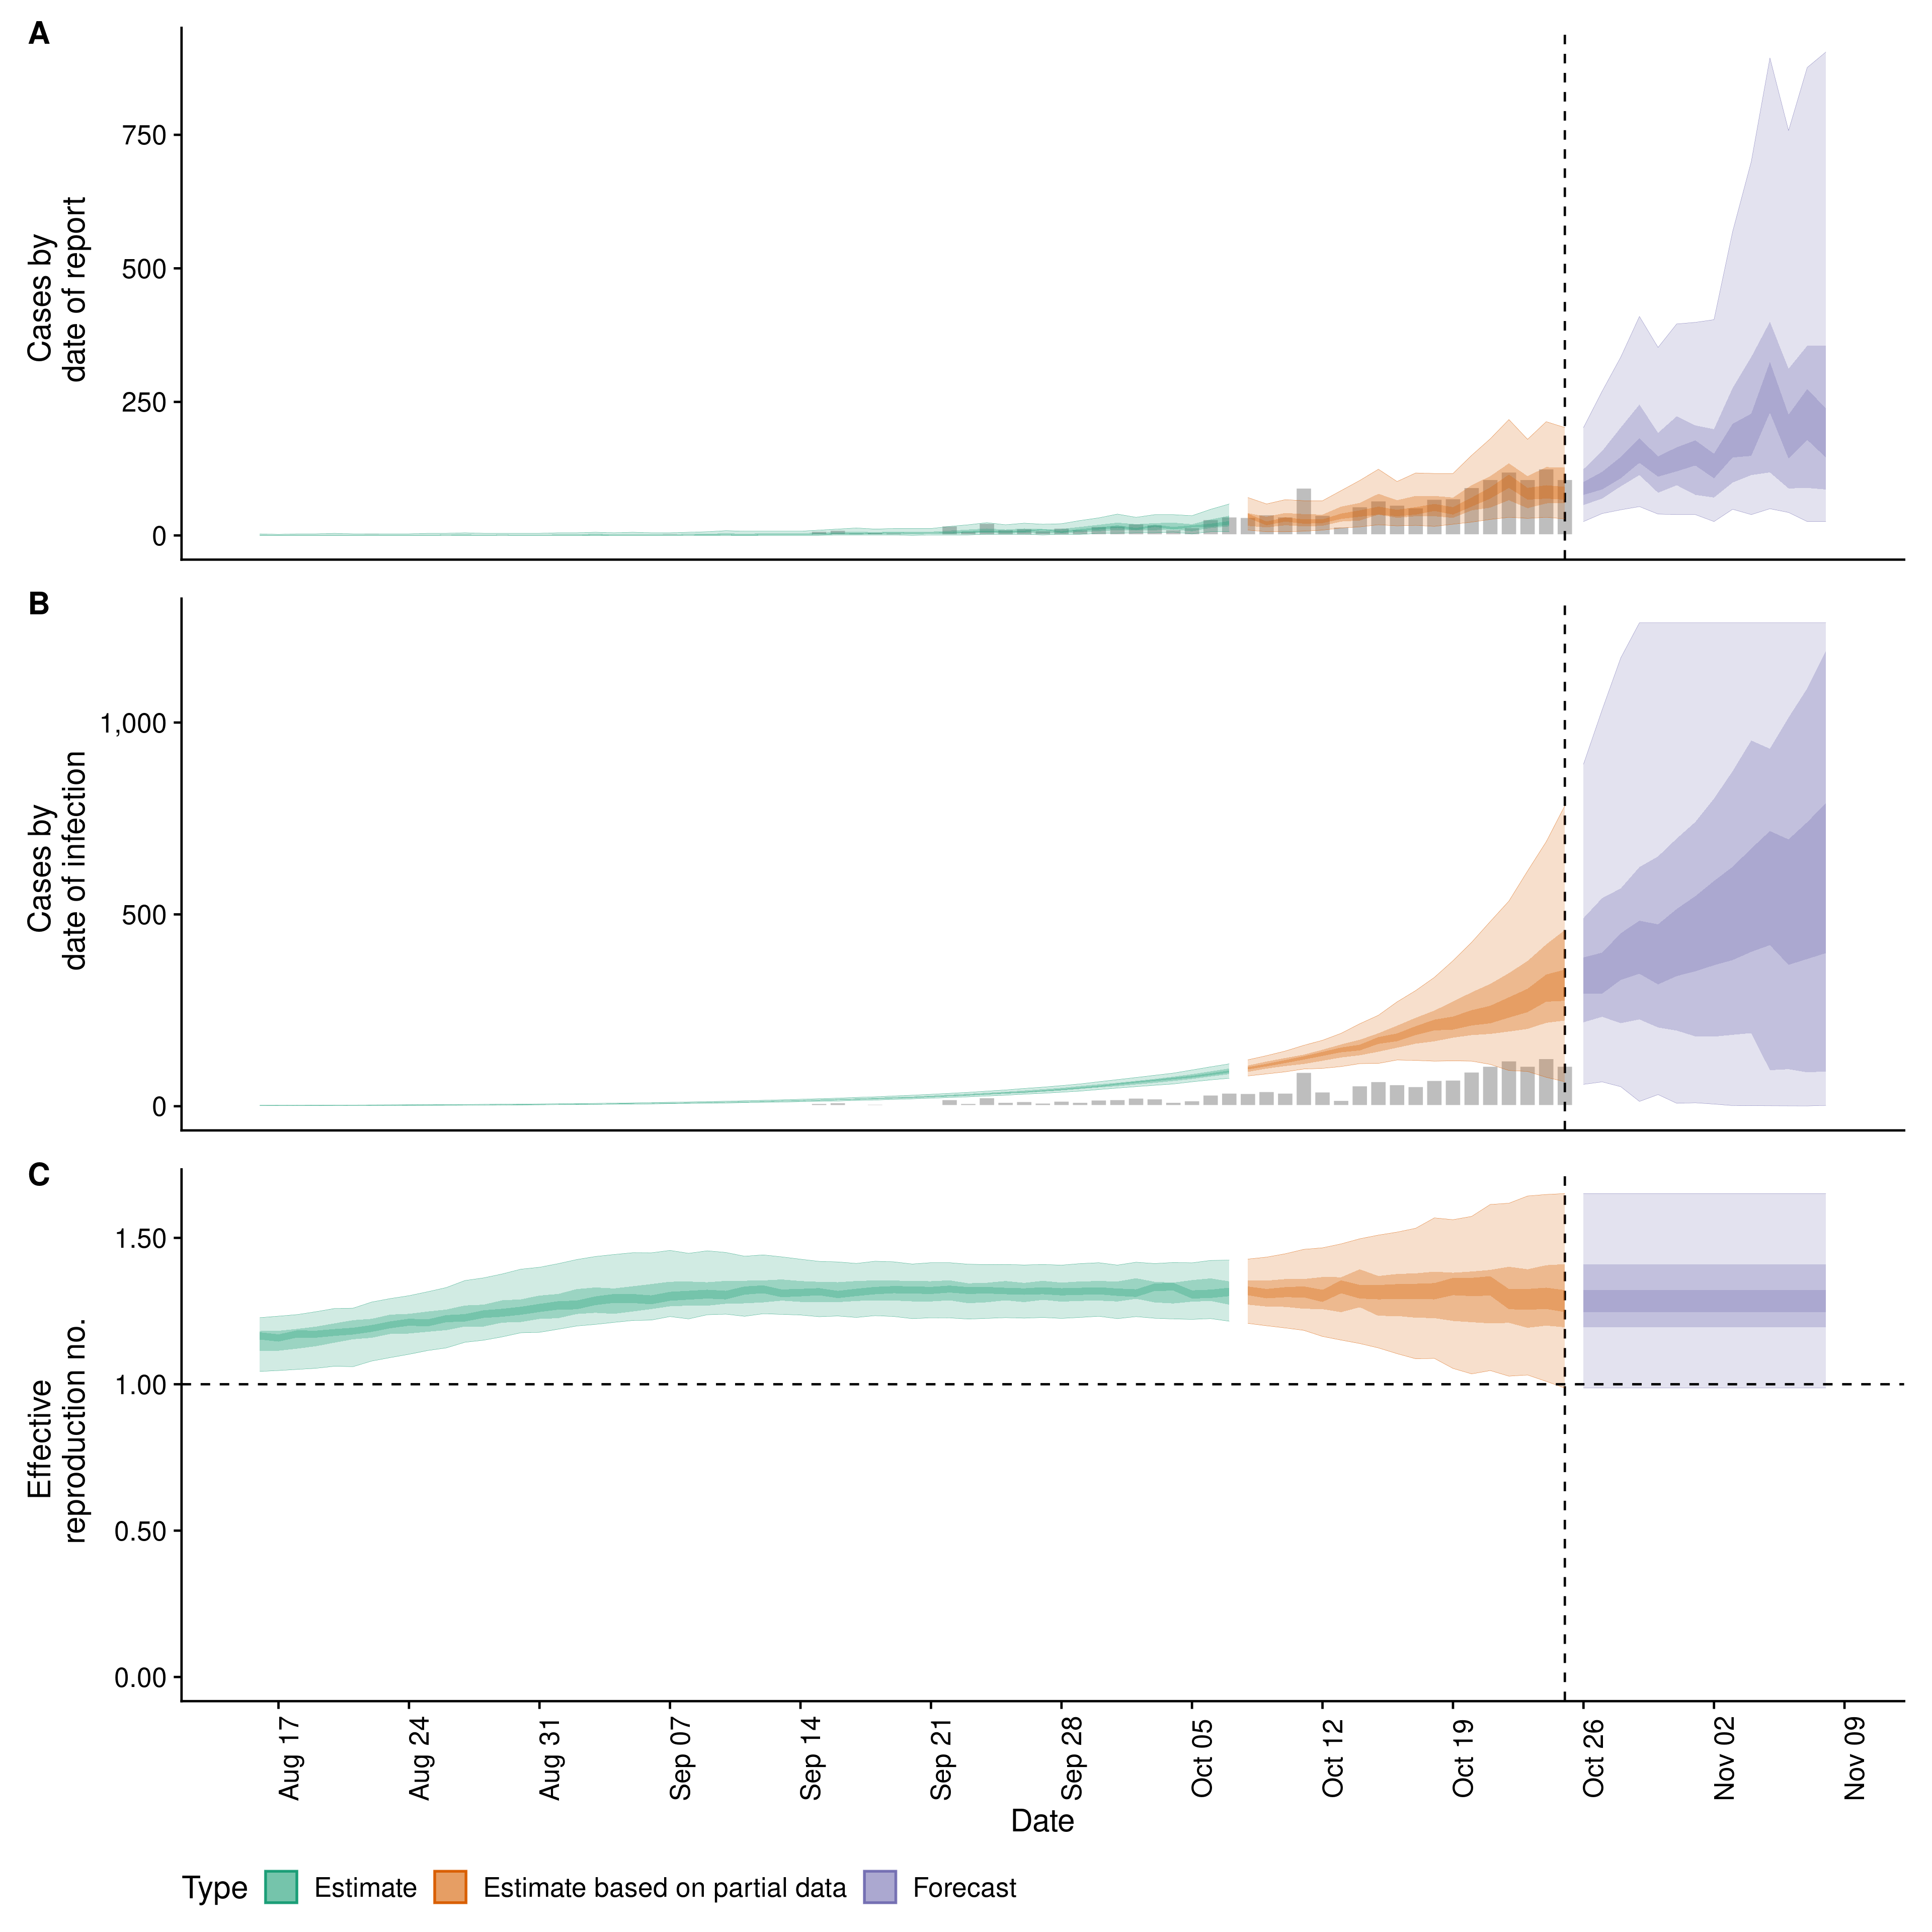 A
Cases by
date of report
750
500
250
0
B
Cases by
date of infection
1,000
500
0
C
Effective
reproduction no.
1.50
1.00
0.50
0.00
Aug 17
Aug 24
Aug 31
Sep 07
Sep 14
Sep 21
Sep 28
Oct 05
Oct 12
Oct 19
Oct 26
Nov 02
Nov 09
Date
Type Estimate Estimate based on partial data Forecast